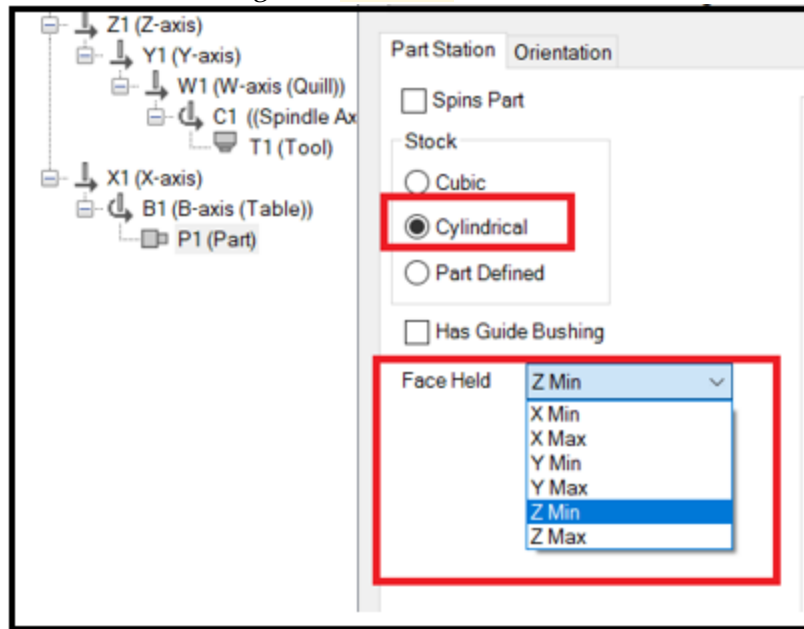 Z1 (Z-axis)
Y1 (Y-axis)
W1 (W-axis (Quill))
C1 ((Spindle Ax
T1 (Tool)
X1 (X-axis)
B1 (B-axis (Table))
P1 (Part)
Part Station Orientation
Spins Part
Stock
Cubic
Cylindrical
Part Defined
Has Guide Bushing
Face Held Z Min
X Min
X Max
Y Min
Y Max
Z Min
Z Max